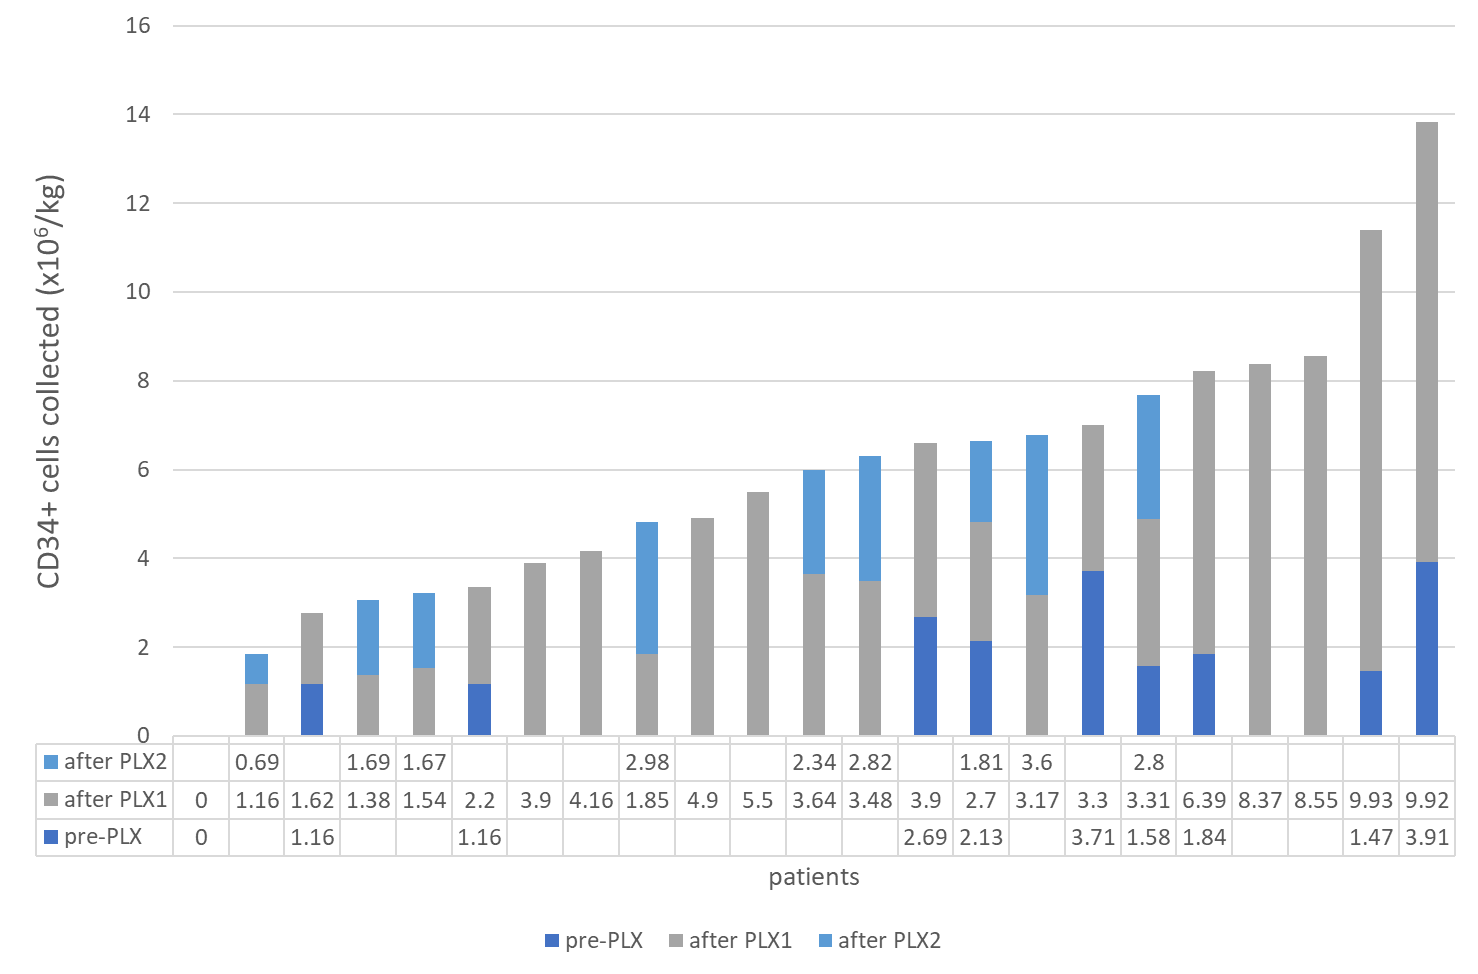 16
14
12
10
8
6
4
2
0
CD34+ cells collected (x10⁶/kg)
after PLX2 0.69 1.69 1.67 2.98 2.34 2.82 1.81 3.6 2.8
after PLX1 0 1.16 1.62 1.38 1.54 2.2 3.9 4.16 1.85 4.9 5.5 3.64 3.48 3.9 2.7 3.17 3.3 3.31 6.39 8.37 8.55 9.93 9.92
pre-PLX 0 1.16 1.16 2.69 2.13 3.71 1.58 1.84 1.47 3.91
patients
pre-PLX after PLX1 after PLX2